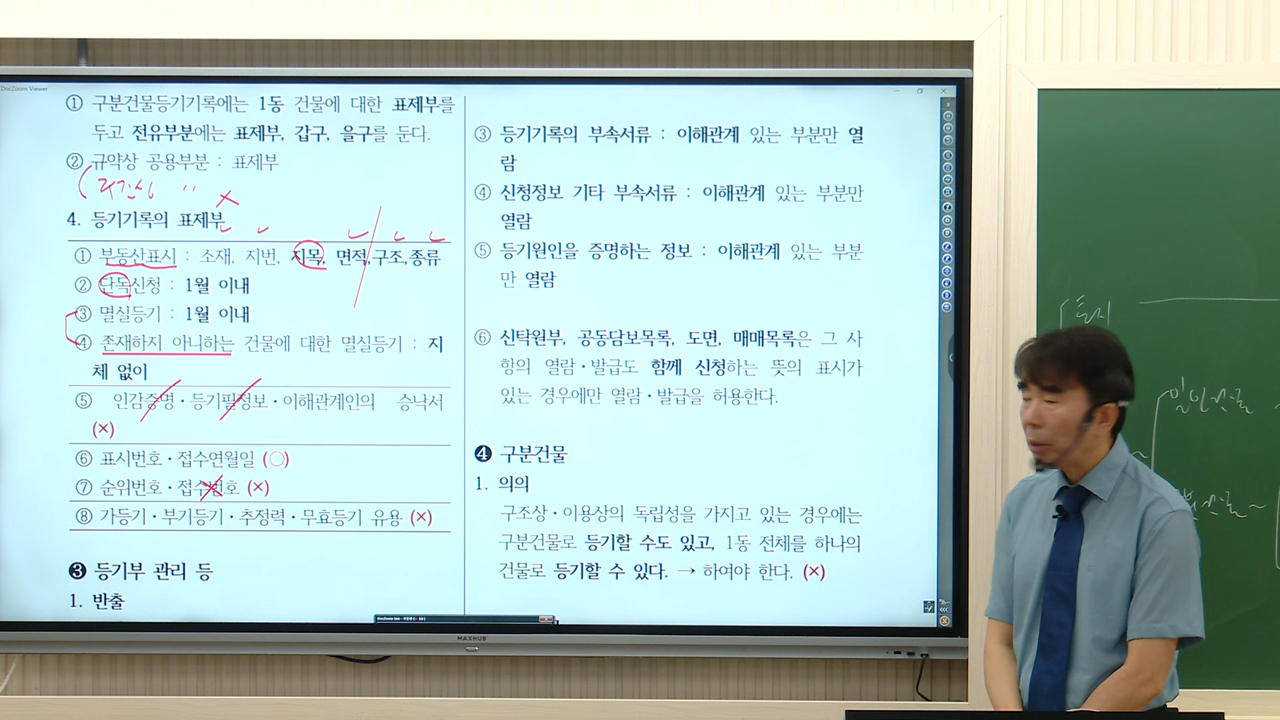 DocZoom Viewer
① 구분건물등기기록에는 1동 건물에 대한 표제부를
두고 전유부분에는 표제부, 갑구, 을구를 둔다.
② 규약상 공용부분 : 표제부
4. 등기기록의 표제부
① 부동산표시 : 소재, 지번, 지목, 면적,구조,종류
② 단독신청 : 1월 이내
③ 멸실등기 : 1월 이내
④ 존재하지 아니하는 건물에 대한 멸실등기 : 지
체 없이
⑤ 인감증명·등기필정보·이해관계인의 승낙서
(×)
⑥ 표시번호·접수연월일 (○)
⑦ 순위번호·접수번호 (×)
⑧ 가등기·부기등기·추정력·무효등기 유용 (×)
❸ 등기부 관리 등
1. 반출
③ 등기기록의 부속서류 : 이해관계 있는 부분만 열
람
④ 신청정보 기타 부속서류 : 이해관계 있는 부분만
열람
⑤ 등기원인을 증명하는 정보 : 이해관계 있는 부분
만 열람
⑥ 신탁원부, 공동담보목록, 도면, 매매목록은 그 사
항의 열람·발급도 함께 신청하는 뜻의 표시가
있는 경우에만 열람·발급을 허용한다.
❹ 구분건물
1. 의의
구조상·이용상의 독립성을 가지고 있는 경우에는
구분건물로 등기할 수도 있고, 1동 전체를 하나의
건물로 등기할 수 있다. → 하여야 한다. (×)
MAXHUB
토지